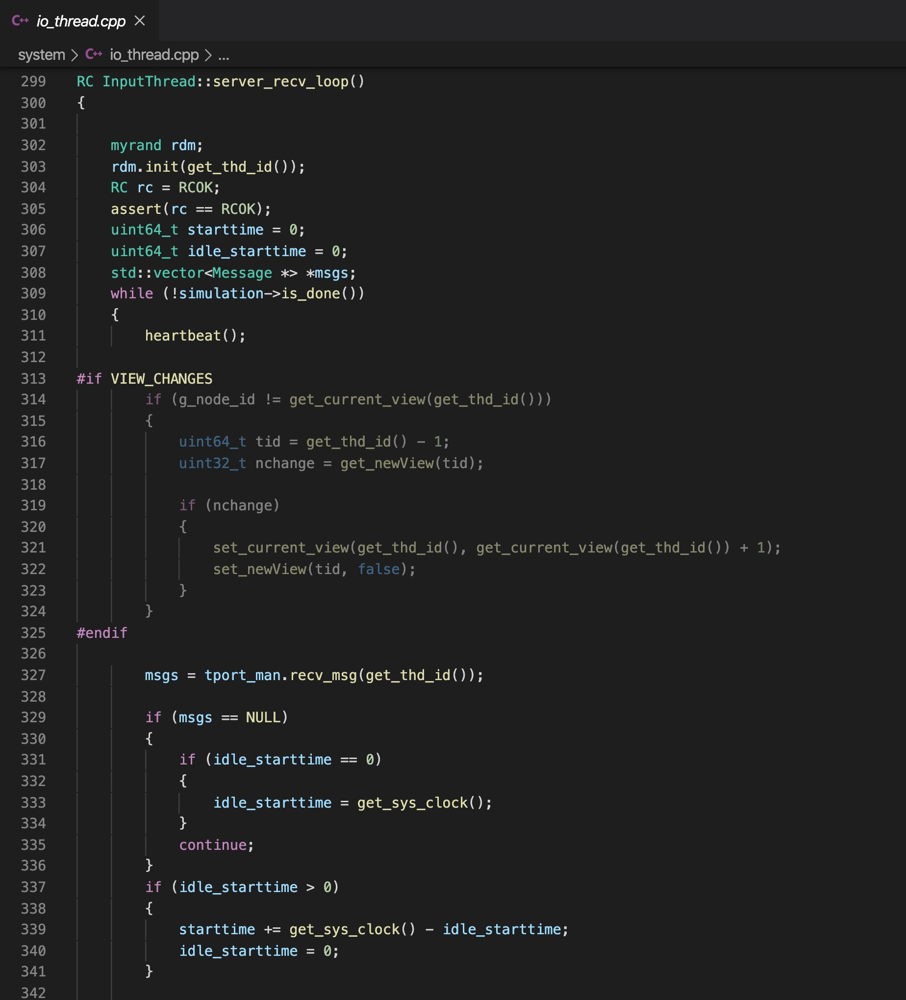 C++ io_thread.cpp ×
system > C++ io_thread.cpp > ...
299 RC InputThread::server_recv_loop()
300 {
301
302 myrand rdm;
303 rdm.init(get_thd_id());
304 RC rc = RCOK;
305 assert(rc == RCOK);
306 uint64_t starttime = 0;
307 uint64_t idle_starttime = 0;
308 std::vector<Message *> *msgs;
309 while (!simulation->is_done())
310 {
311 heartbeat();
312
313 #if VIEW_CHANGES
314 if (g_node_id != get_current_view(get_thd_id()))
315 {
316 uint64_t tid = get_thd_id() - 1;
317 uint32_t nchange = get_newView(tid);
318
319 if (nchange)
320 {
321 set_current_view(get_thd_id(), get_current_view(get_thd_id()) + 1);
322 set_newView(tid, false);
323 }
324 }
325 #endif
326
327 msgs = tport_man.recv_msg(get_thd_id());
328
329 if (msgs == NULL)
330 {
331 if (idle_starttime == 0)
332 {
333 idle_starttime = get_sys_clock();
334 }
335 continue;
336 }
337 if (idle_starttime > 0)
338 {
339 starttime += get_sys_clock() - idle_starttime;
340 idle_starttime = 0;
341 }
342